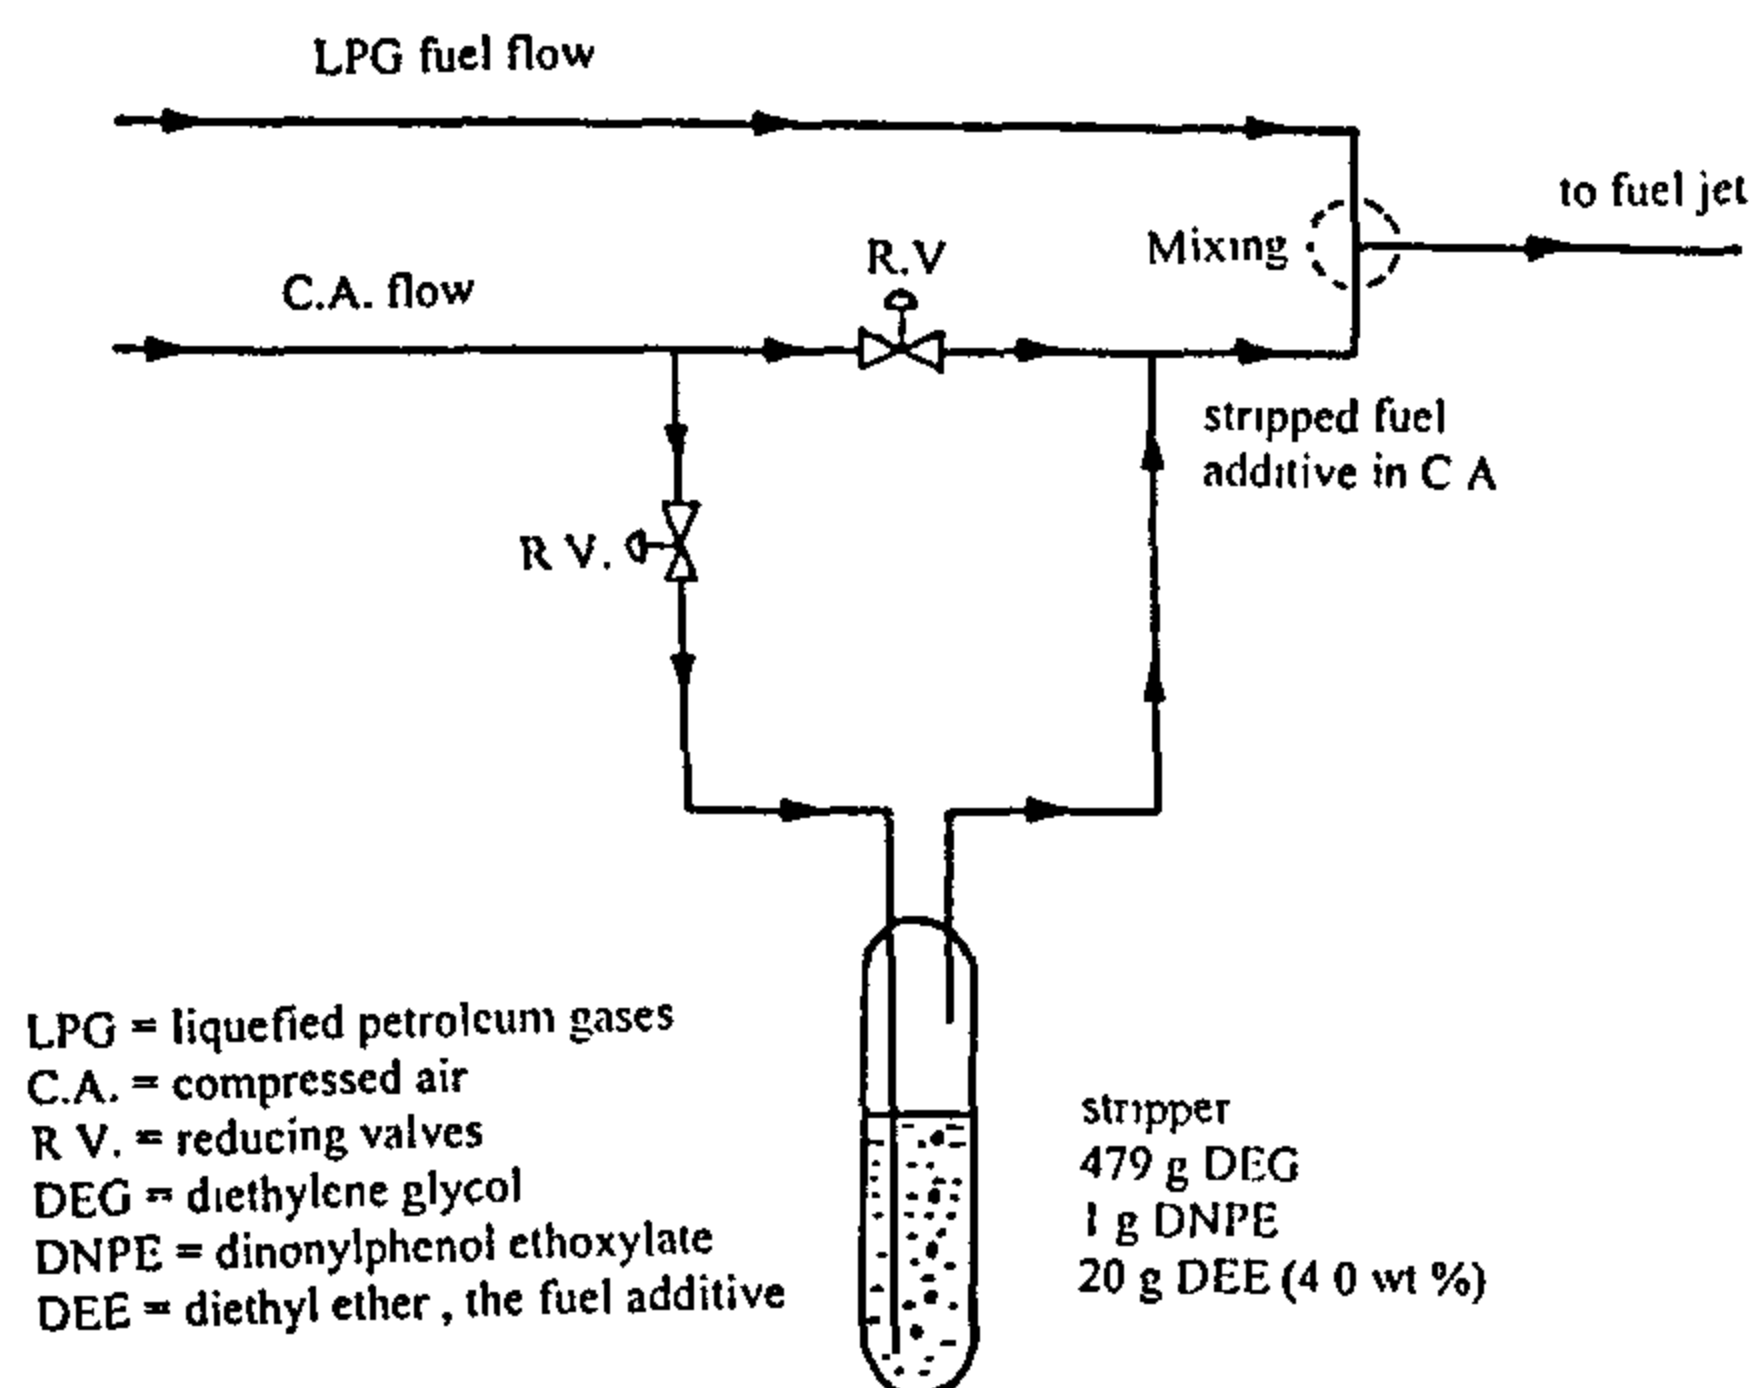 LPG fuel flow
to fuel jet
Mixing
R.V
C.A. flow
stripped fuel
additive in C A
R V.
LPG = liquefied petroleum gases
C.A. = compressed air
R V. = reducing valves
DEG = diethylene glycol
DNPE = dinonylphenol ethoxylate
DEE = diethyl ether , the fuel additive
stripper
479 g DEG
1 g DNPE
20 g DEE (4 0 wt %)